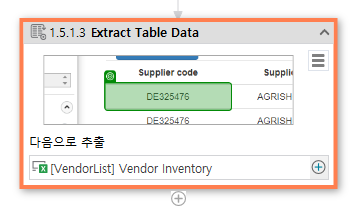 1.5.1.3 Extract Table Data
Supplier code Supplie
DE325476 AGRISH
DE325476 AGRISH
다음으로 추출
[VendorList] Vendor Inventory